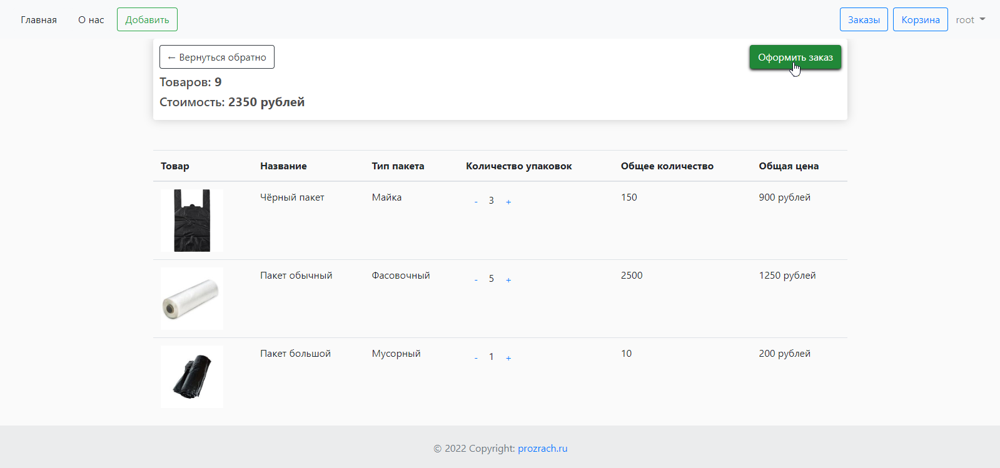 Главная О нас Добавить Заказы Корзина root
← Вернуться обратно Оформить заказ
Товаров: 9
Стоимость: 2350 рублей
Товар Название Тип пакета Количество упаковок Общее количество Общая цена
Чёрный пакет Майка - 3 + 150 900 рублей
Пакет обычный Фасовочный - 5 + 2500 1250 рублей
Пакет большой Мусорный - 1 + 10 200 рублей
© 2022 Copyright: prozrach.ru